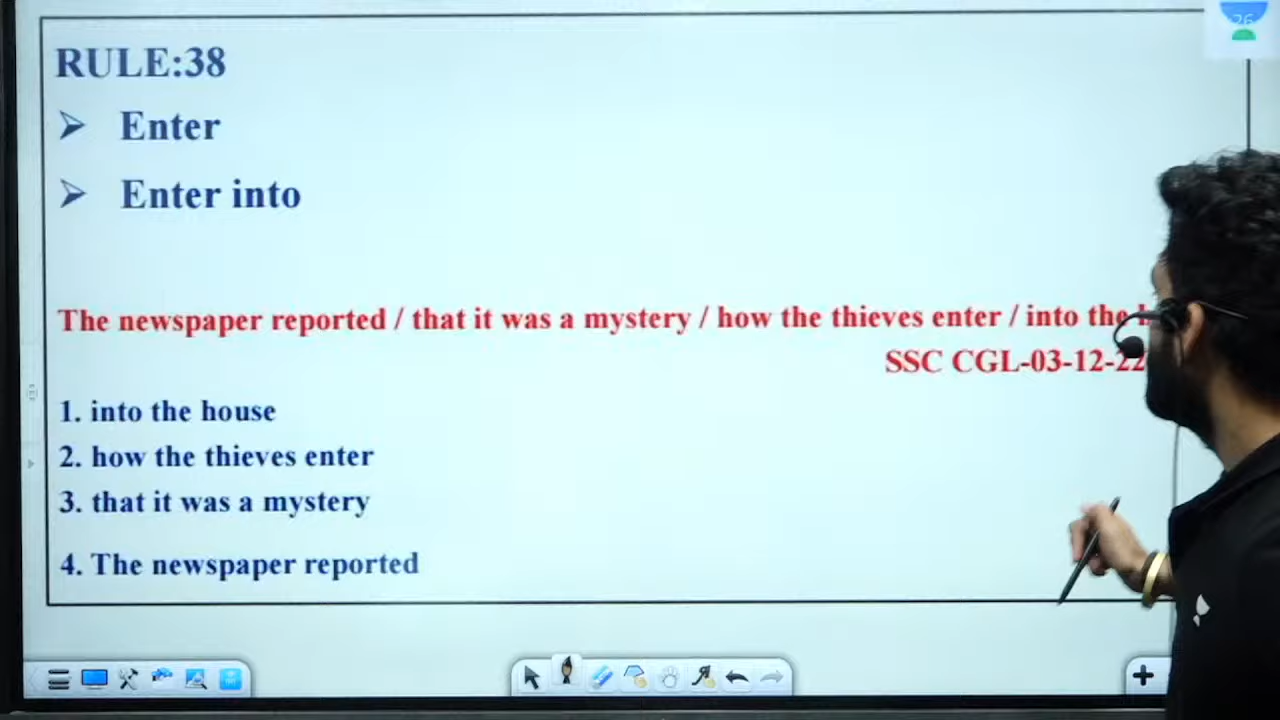 26
RULE:38
➢ Enter
➢ Enter into
The newspaper reported / that it was a mystery / how the thieves enter / into the
SSC CGL-03-12-22
1. into the house
2. how the thieves enter
3. that it was a mystery
4. The newspaper reported